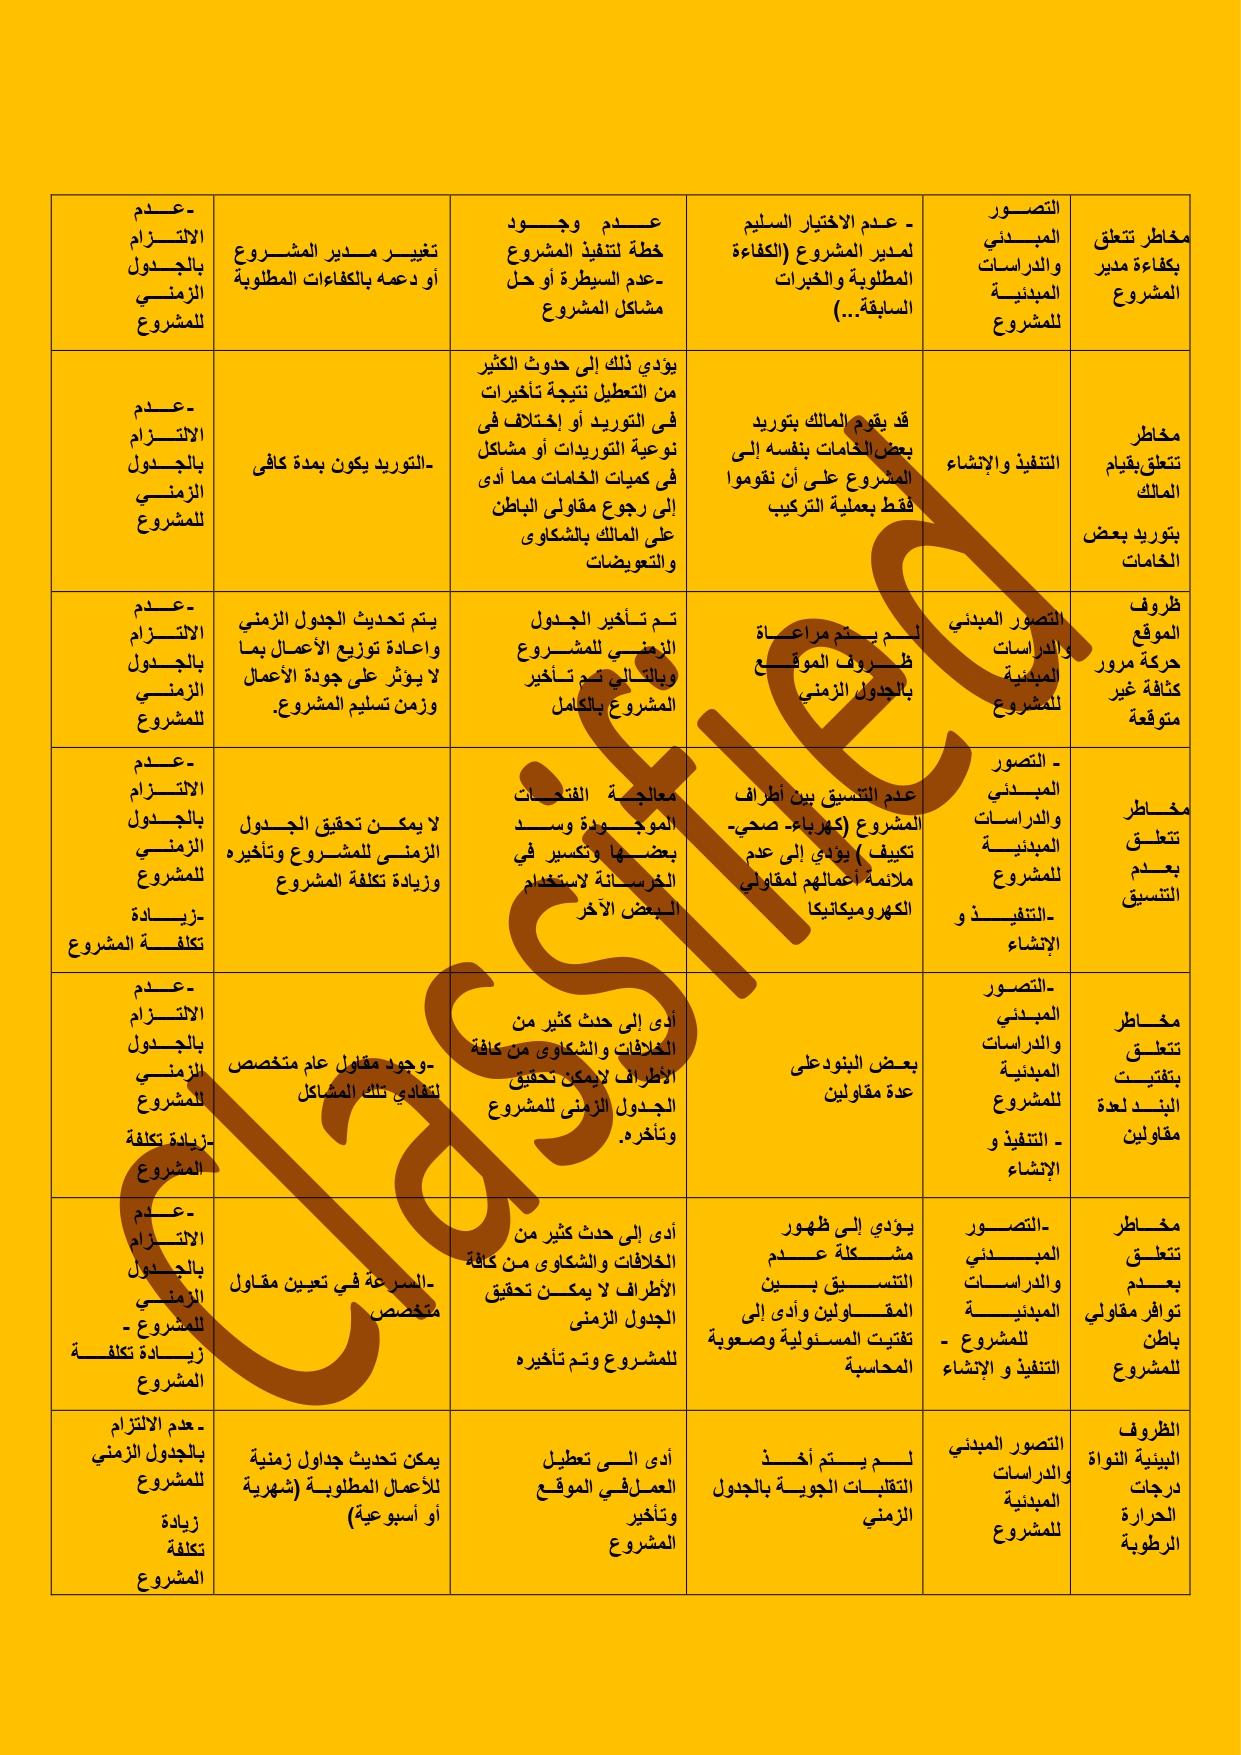 مخاطر تتعلق
بكفاءة مدير
المشروع
التصور
المبدئي
والدراسات
المبدئية
للمشروع
- عدم الاختيار السليم
لمدير المشروع (الكفاءة
المطلوبة والخبرات
السابقة...)
عدم وجود
خطة لتنفيذ المشروع
-عدم السيطرة أو حل
مشاكل المشروع
تغيير مدير المشروع
أو دعمه بالكفاءات المطلوبة
-عدم
الالتزام
بالجدول
الزمني
للمشروع
مخاطر
تتعلق بقيام
المالك
بتوريد بعض
الخامات
التنفيذ والإنشاء
قد يقوم المالك بتوريد
بعض الخامات بنفسه إلى
المشروع على أن نقوموا
فقط بعملية التركيب
يؤدي ذلك إلى حدوث الكثير
من التعطيل نتيجة تأخيرات
فى التوريد أو إختلاف فى
نوعية التوريدات أو مشاكل
فى كميات الخامات مما أدى
إلى رجوع مقاولى الباطن
على المالك بالشكاوى
والتعويضات
-التوريد يكون بمدة كافى
-عدم
الالتزام
بالجدول
الزمني
للمشروع
ظروف
الموقع
حركة مرور
كثافة غير
متوقعة
التصور المبدئي
والدراسات
المبدئية
للمشروع
لم يتم مراعاة
ظروف الموقع
بالجدول الزمني
تم تأخير الجدول
الزمني للمشروع
وبالتالي تم تأخير
المشروع بالكامل
يتم تحديث الجدول الزمني
واعادة توزيع الأعمال بما
لا يؤثر على جودة الأعمال
وزمن تسليم المشروع.
-عدم
الالتزام
بالجدول
الزمني
للمشروع
مخاطر
تتعلق
بعدم
التنسيق
- التصور
المبدئي
والدراسات
المبدئية
للمشروع
-التنفيذ و
الإنشاء
عدم التنسيق بين أطراف
المشروع (كهرباء- صحي-
تكييف ) يؤدي إلى عدم
ملائمة أعمالهم لمقاولي
الكهروميكانيكا
معالجة الفتحات
الموجودة وسد
بعضها وتكسير في
الخرسانة لاستخدام
البعض الآخر
لا يمكن تحقيق الجدول
الزمنى للمشروع وتأخيره
وزيادة تكلفة المشروع
-عدم
الالتزام
بالجدول
الزمني
للمشروع
-زيادة
تكلفة المشروع
مخاطر
تتعلق
بتفتيت
البند لعدة
مقاولين
-التصور
المبدئي
والدراسات
المبدئية
للمشروع
- التنفيذ و
الإنشاء
بعض البنود على
عدة مقاولين
أدى إلى حدث كثير من
الخلافات والشكاوى من كافة
الأطراف لايمكن تحقيق
الجدول الزمنى للمشروع
وتأخره.
-وجود مقاول عام متخصص
لتفادي تلك المشاكل
-عدم
الالتزام
بالجدول
الزمني
للمشروع
-زيادة تكلفة
المشروع
مخاطر
تتعلق
بعدم
توافر مقاولي
باطن
للمشروع
-التصور
المبدئي
والدراسات
المبدئية
للمشروع -
التنفيذ و الإنشاء
يؤدي إلى ظهور
مشكلة عدم
التنسيق بين
المقاولين وأدى إلى
تفتيت المسئولية وصعوبة
المحاسبة
أدى إلى حدث كثير من
الخلافات والشكاوى من كافة
الأطراف لا يمكن تحقيق
الجدول الزمنى
للمشروع وتم تأخيره
-السرعة في تعيين مقاول
متخصص
-عدم
الالتزام
بالجدول
الزمني
للمشروع -
زيادة تكلفة
المشروع
الظروف
البيئية النواة
درجات
الحرارة
الرطوبة
التصور المبدئي
والدراسات
المبدئية
للمشروع
لم يتم أخذ
التقلبات الجوية بالجدول
الزمني
أدى الى تعطيل
العمل في الموقع
وتأخير
المشروع
يمكن تحديث جداول زمنية
للأعمال المطلوبة (شهرية
أو أسبوعية)
- عدم الالتزام
بالجدول الزمني
للمشروع
زيادة
تكلفة
المشروع
Classified